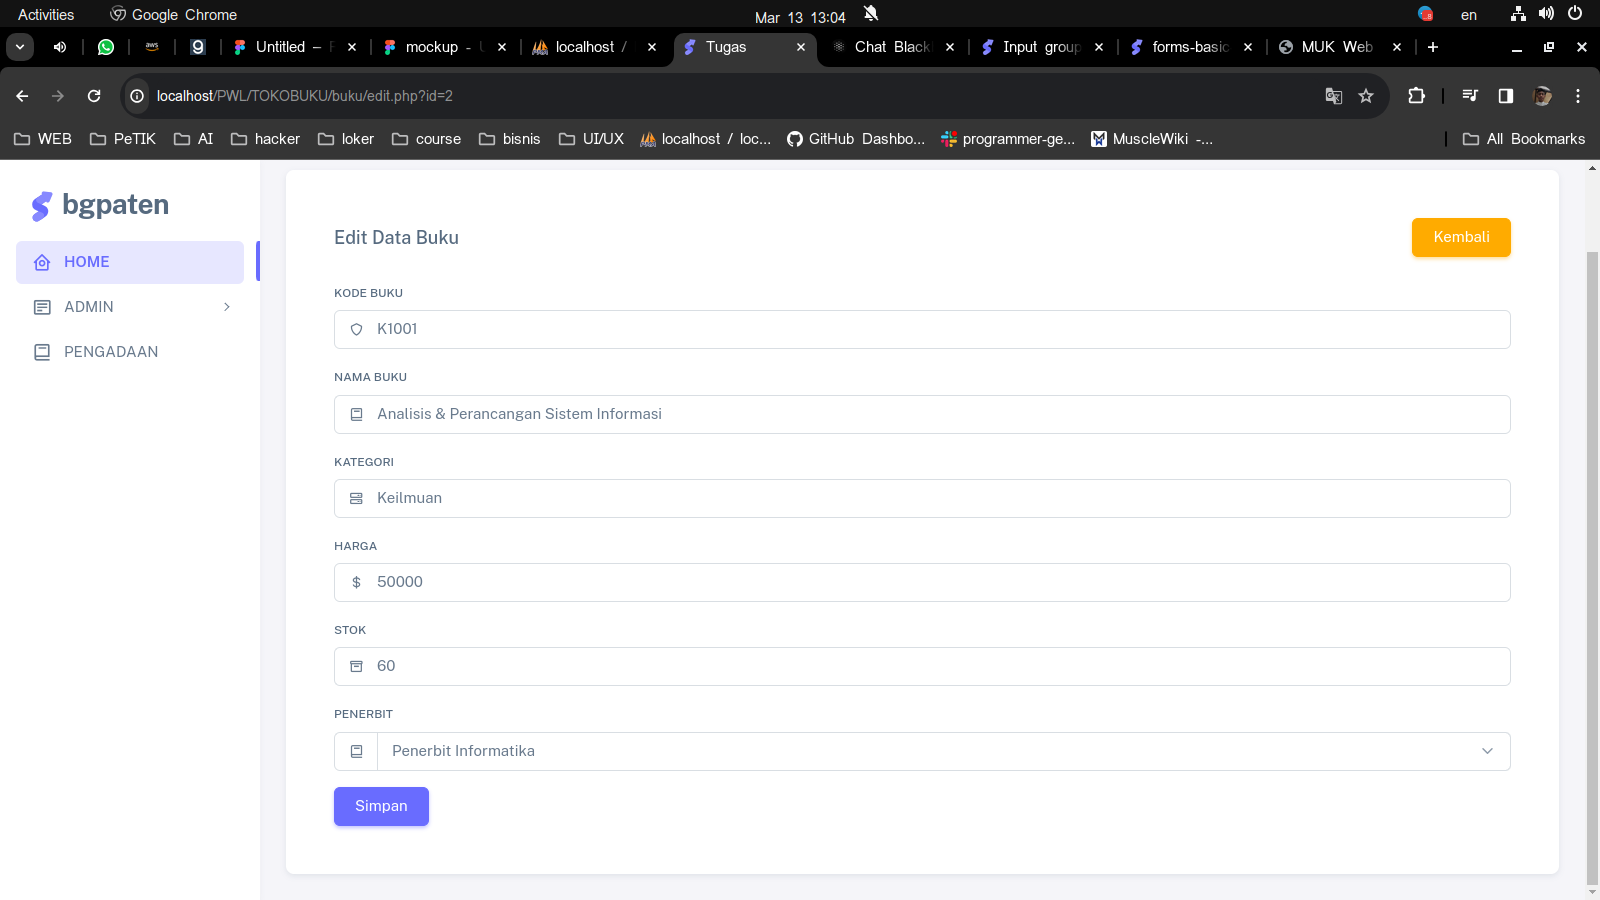 Activities Google Chrome Mar 13 13:04 en
Untitled – mockup - localhost / Tugas Chat Black Input group forms-basic MUK Web
localhost/PWL/TOKOBUKU/buku/edit.php?id=2
WEB PeTIK AI hacker loker course bisnis UI/UX localhost / loc... GitHub Dashbo... programmer-ge... MuscleWiki -... All Bookmarks
bgpaten
HOME
ADMIN
PENGADAAN
Edit Data Buku
Kembali
KODE BUKU
K1001
NAMA BUKU
Analisis & Perancangan Sistem Informasi
KATEGORI
Keilmuan
HARGA
$ 50000
STOK
60
PENERBIT
Penerbit Informatika
Simpan